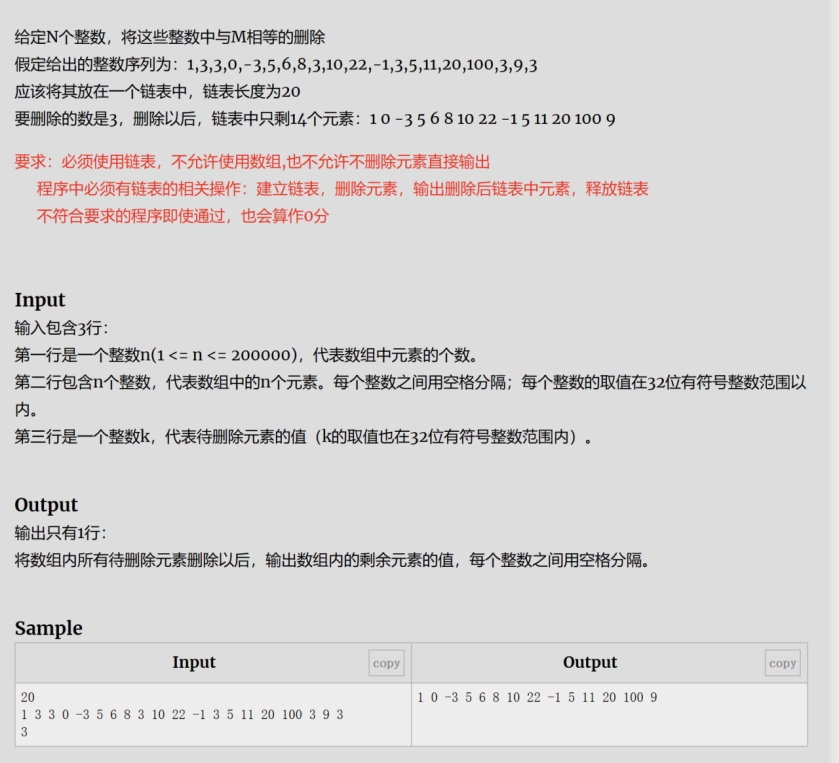 给定N个整数，将这些整数中与M相等的删除
假定给出的整数序列为：1,3,3,0,-3,5,6,8,3,10,22,-1,3,5,11,20,100,3,9,3
应该将其放在一个链表中，链表长度为20
要删除的数是3，删除以后，链表中只剩14个元素：1 0 -3 5 6 8 10 22 -1 5 11 20 100 9
要求：必须使用链表，不允许使用数组,也不允许不删除元素直接输出
程序中必须有链表的相关操作：建立链表，删除元素，输出删除后链表中元素，释放链表
不符合要求的程序即使通过，也会算作0分
Input
输入包含3行：
第一行是一个整数n(1 <= n <= 200000)，代表数组中元素的个数。
第二行包含n个整数，代表数组中的n个元素。每个整数之间用空格分隔；每个整数的取值在32位有符号整数范围以
内。
第三行是一个整数k，代表待删除元素的值（k的取值也在32位有符号整数范围内）。
Output
输出只有1行：
将数组内所有待删除元素删除以后，输出数组内的剩余元素的值，每个整数之间用空格分隔。
Sample
Input copy Output copy
20
1 3 3 0 -3 5 6 8 3 10 22 -1 3 5 11 20 100 3 9 3
3
1 0 -3 5 6 8 10 22 -1 5 11 20 100 9